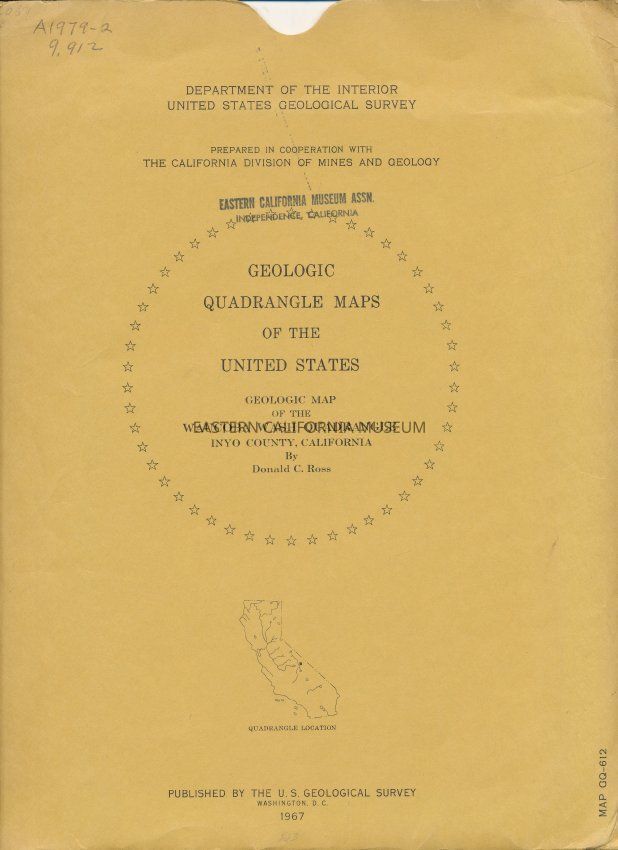 A1979-2
9.912
DEPARTMENT OF THE INTERIOR
UNITED STATES GEOLOGICAL SURVEY
PREPARED IN COOPERATION WITH
THE CALIFORNIA DIVISION OF MINES AND GEOLOGY
EASTERN CALIFORNIA MUSEUM ASSN.
INDEPENDENCE, CALIFORNIA
GEOLOGIC
QUADRANGLE MAPS
OF THE
UNITED STATES
GEOLOGIC MAP
OF THE
QUADRANGLE
EASTERN CALIFORNIA MUSEUM
INYO COUNTY, CALIFORNIA
By
Donald C. Ross
QUADRANGLE LOCATION
PUBLISHED BY THE U. S. GEOLOGICAL SURVEY
WASHINGTON, D. C.
1967
MAP GQ-612